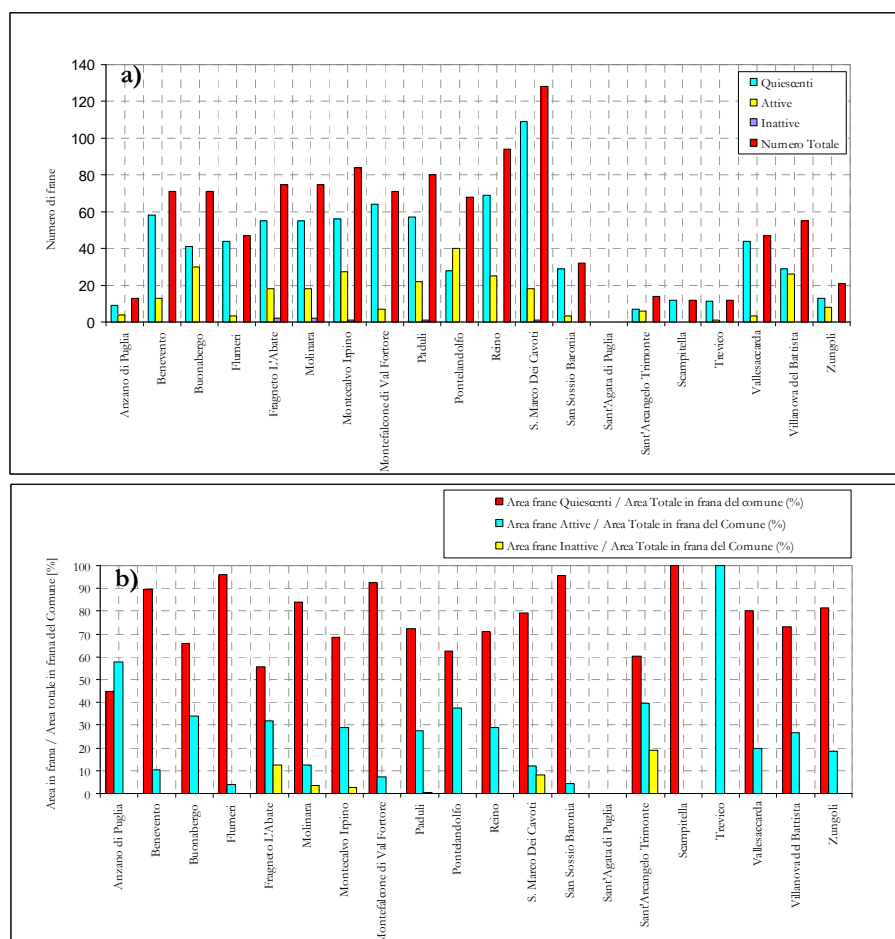 a)
Quiescenti
Attive
Inattive
Numero Totale
Numero di frane
140
120
100
80
60
40
20
0
Anzano di Puglia
Benevento
Buonabergo
Flumeri
Fragneto L'Abate
Molinara
Montecalvo Irpino
Montefalcone di Val Fortore
Paduli
Pontelandolfo
Reino
S. Marco Dei Cavoti
San Sossio Baronia
Sant'Agata di Puglia
Sant'Arcangelo Trimonte
Scampitella
Trevico
Vallesaccarda
Villanova del Battista
Zungoli
Area frane Quiescenti / Area Totale in frana del comune (%)
Area frane Attive / Area Totale in frana del Comune (%)
Area frane Inattive / Area Totale in frana del Comune (%)
b)
Area in frana / Area totale in frana del Comune [%]
100
90
80
70
60
50
40
30
20
10
0
Anzano di Puglia
Benevento
Buonabergo
Flumeri
Fragneto L'Abate
Molinara
Montecalvo Irpino
Montefalcone di Val Fortore
Paduli
Pontelandolfo
Reino
S. Marco Dei Cavoti
San Sossio Baronia
Sant'Agata di Puglia
Sant'Arcangelo Trimonte
Scampitella
Trevico
Vallesaccarda
Villanova del Battista
Zungoli